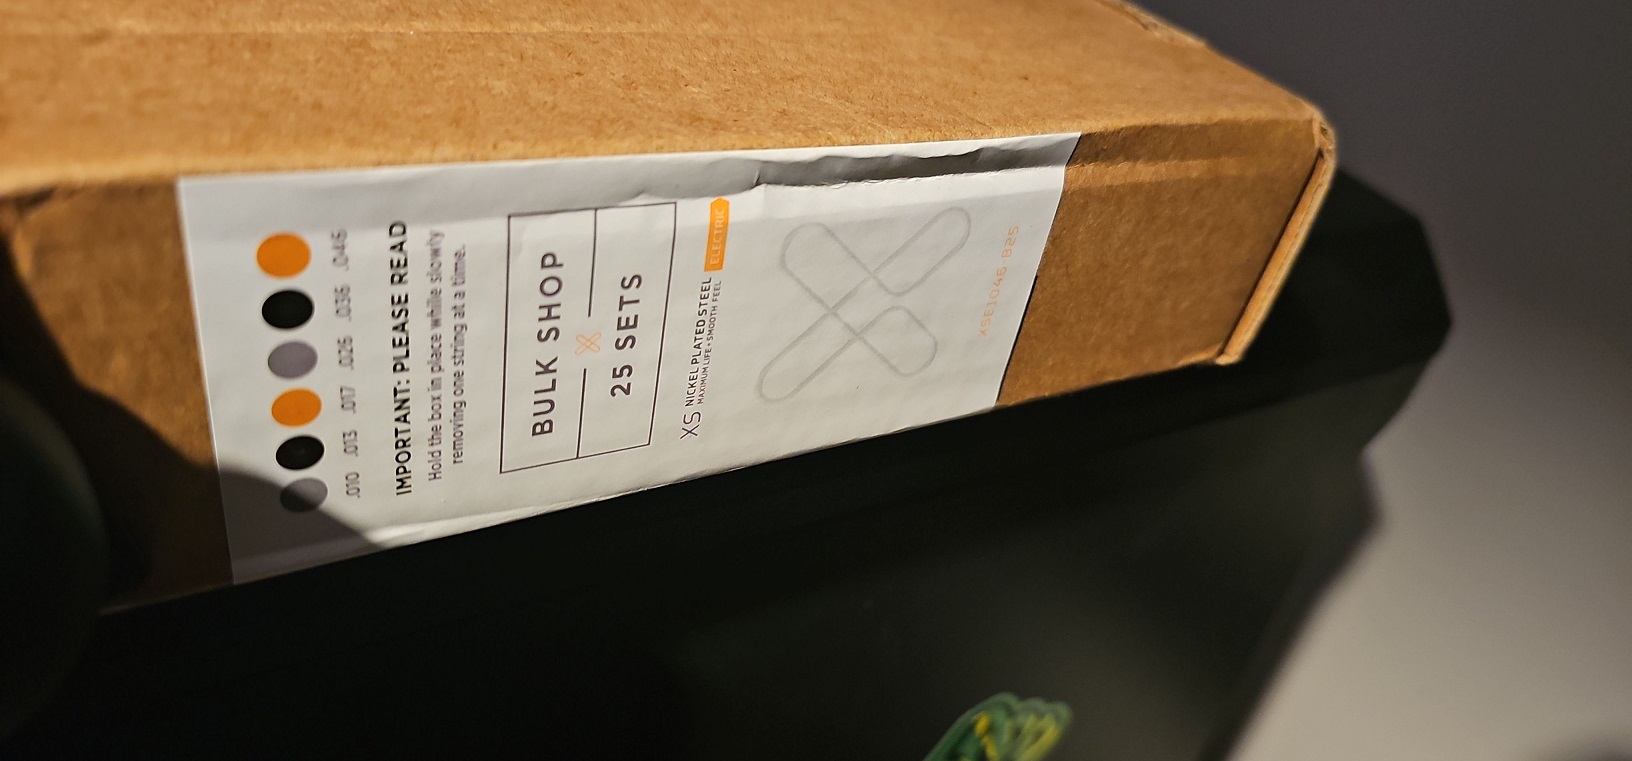 .010 .013 .017 .026 .036 .046
IMPORTANT: PLEASE READ
Hold the box in place while slowly
removing one string at a time.
BULK SHOP
25 SETS
XS NICKEL PLATED STEEL ELECTRIC
MAXIMUM LIFE + SMOOTH FEEL
XSE1046-B25